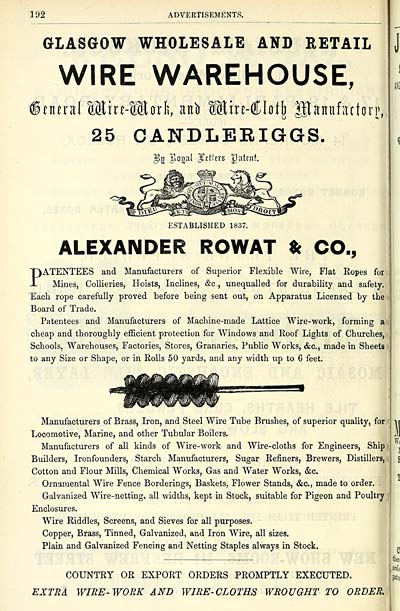 192
ADVERTISEMENTS.
GLASGOW WHOLESALE AND RETAIL
WIRE WAREHOUSE,
General Wire-Work, and Wire-Cloth Manufactory,
25 CANDLERIGGS.
By Royal Letters Patent.
DIEU ET MON DROIT
ESTABLISHED 1837.
ALEXANDER ROWAT & CO.,
PATENTEES and Manufacturers of Superior Flexible Wire, Flat Ropes for
Mines, Collieries, Hoists, Inclines, &c, unequalled for durability and safety.
Each rope carefully proved before being sent out, on Apparatus Licensed by the
Board of Trade.
Patentees and Manufacturers of Machine-made Lattice Wire-work, forming a
cheap and thoroughly efficient protection for Windows and Roof Lights of Churches,
Schools, Warehouses, Factories, Stores, Granaries, Public Works, &c., made in Sheets
to any Size or Shape, or in Rolls 50 yards, and any width up to 6 feet.
Manufacturers of Brass, Iron, and Steel Wire Tube Brushes, of superior quality, for
Locomotive, Marine, and other Tubular Boilers.
Manufacturers of all kinds of Wire-work and Wire-cloths for Engineers, Ship
Builders, Ironfounders, Starch Manufacturers, Sugar Refiners, Brewers, Distillers,
Cotton and Flour Mills, Chemical Works, Gas and Water Works, &c.
Ornamental Wire Fence Borderings, Baskets, Flower Stands, &c., made to order.
Galvanized Wire-netting, all widths, kept in Stock, suitable for Pigeon and Poultry
Enclosures.
Wire Riddles, Screens, and Sieves for all purposes.
Copper, Brass, Tinned, Galvanized, and Iron Wire, all sizes.
Plain and Galvanized Fencing and Netting Staples always in Stock.
COUNTRY OR EXPORT ORDERS PROMPTLY EXECUTED.
EXTRA WIRE-WORK AND WIRE-CLOTHS WROUGHT TO ORDER.